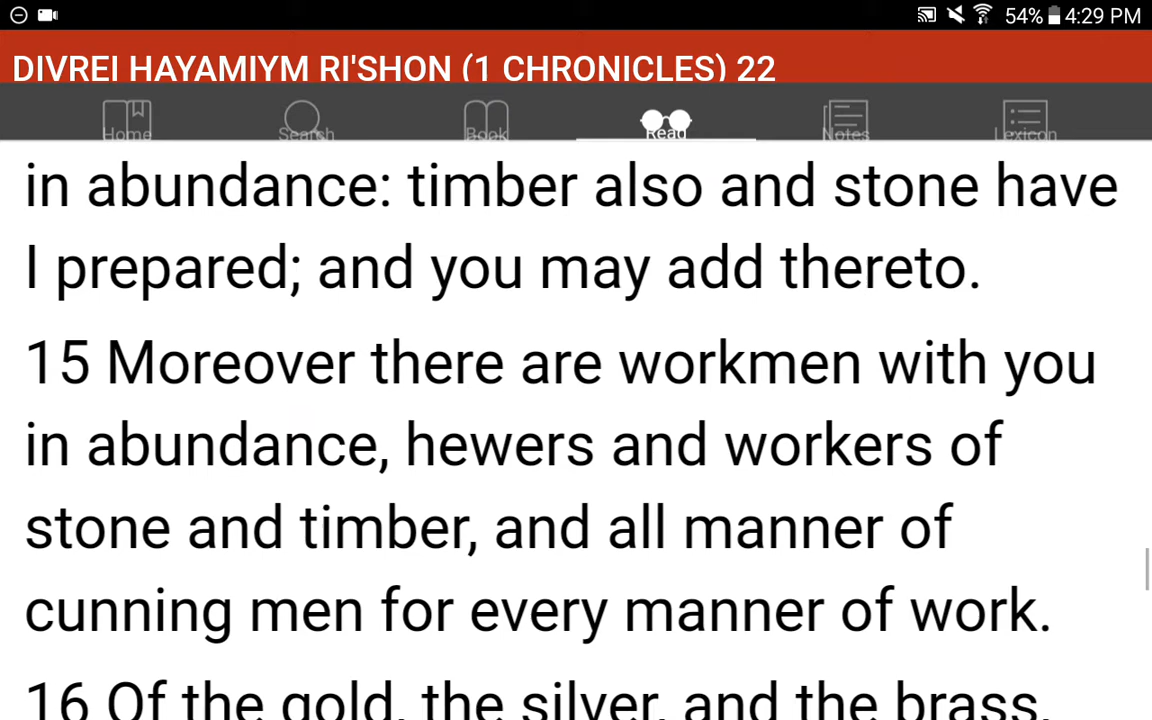 54% 4:29 PM
DIVREI HAYAMIYM RI'SHON (1 CHRONICLES) 22
Home Search Book Read Notes Lexicon
in abundance: timber also and stone have
I prepared; and you may add thereto.
15 Moreover there are workmen with you
in abundance, hewers and workers of
stone and timber, and all manner of
cunning men for every manner of work.
16 Of the gold, the silver, and the brass,